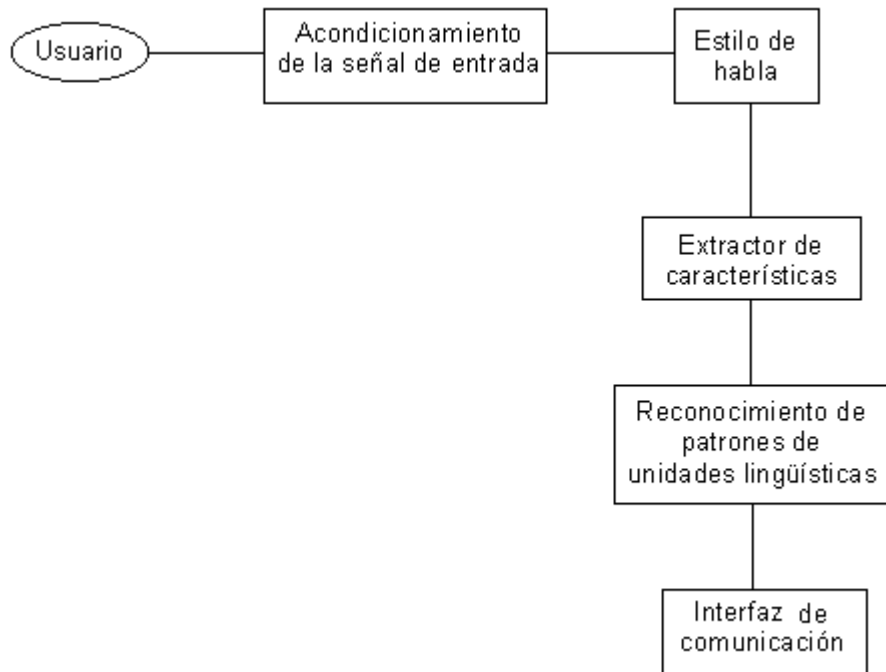 Usuario
Acondicionamiento
de la señal de entrada
Estilo de
habla
Extractor de
característísticas
Reconocimiento de
patrones de
unidades lingüísticas
Interfaz de
comunicación